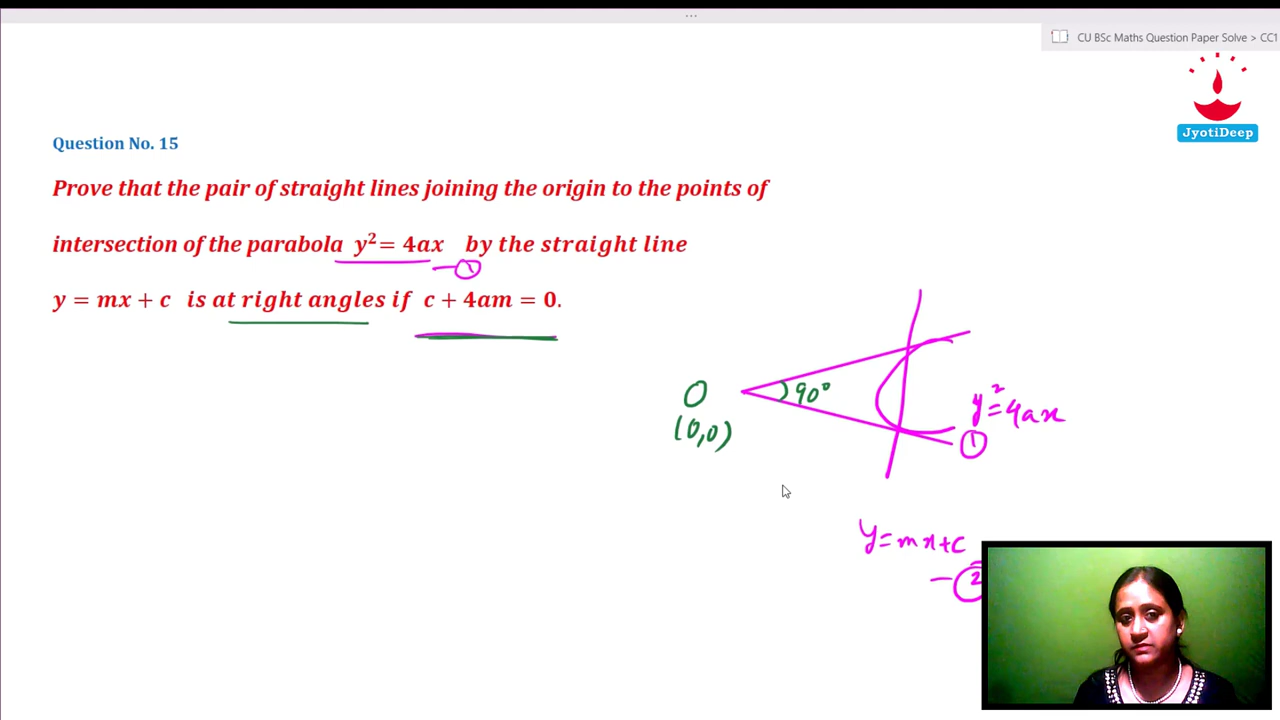 ...
CU BSc Maths Question Paper Solve > CC1
JyotiDeep
Question No. 15
Prove that the pair of straight lines joining the origin to the points of
intersection of the parabola y² = 4ax by the straight line
— ①
y = mx + c is at right angles if c + 4am = 0.
O
(0,0)
90°
y² = 4ax
①
y = mx + c
— ②